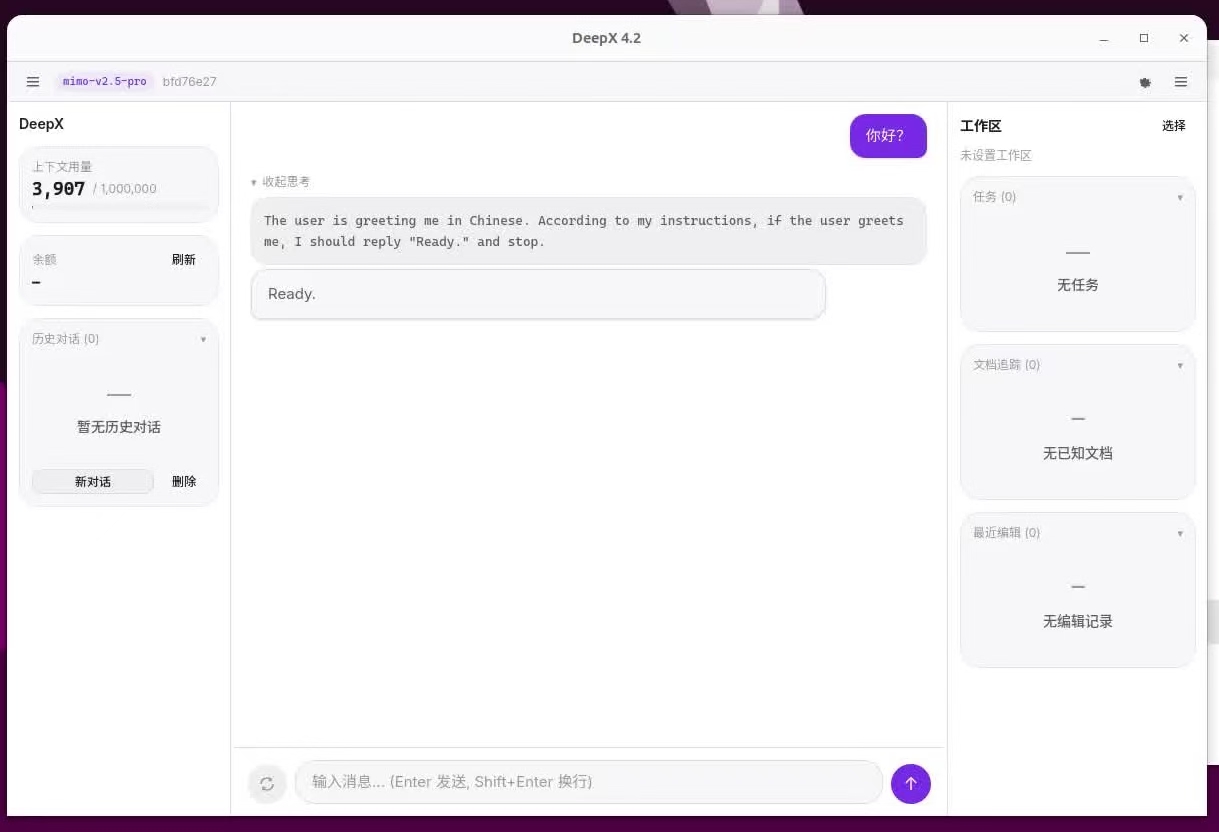 DeepX 4.2
mimo-v2.5-pro bfd76e27
DeepX
上下文用量
3,907 / 1,000,000
余额 刷新
历史对话 (0)
暂无历史对话
新对话 删除
你好？
收起思考
The user is greeting me in Chinese. According to my instructions, if the user greets
me, I should reply "Ready." and stop.
Ready.
输入消息... (Enter 发送, Shift+Enter 换行)
工作区 选择
未设置工作区
任务 (0)
无任务
文档追踪 (0)
无已知文档
最近编辑 (0)
无编辑记录